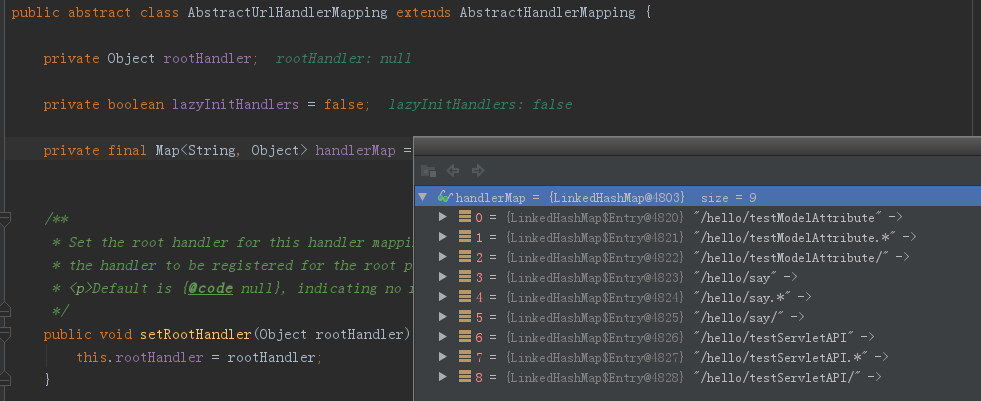 public abstract class AbstractUrlHandlerMapping extends AbstractHandlerMapping {
private Object rootHandler;  rootHandler: null
private boolean lazyInitHandlers = false;  lazyInitHandlers: false
private final Map<String, Object> handlerMap =
handlerMap = {LinkedHashMap@4803}  size = 9
0 = {LinkedHashMap$Entry@4820} "/hello/testModelAttribute" ->
1 = {LinkedHashMap$Entry@4821} "/hello/testModelAttribute.*" ->
2 = {LinkedHashMap$Entry@4822} "/hello/testModelAttribute/" ->
3 = {LinkedHashMap$Entry@4823} "/hello/say" ->
4 = {LinkedHashMap$Entry@4824} "/hello/say.*" ->
5 = {LinkedHashMap$Entry@4825} "/hello/say/" ->
6 = {LinkedHashMap$Entry@4826} "/hello/testServletAPI" ->
7 = {LinkedHashMap$Entry@4827} "/hello/testServletAPI.*" ->
8 = {LinkedHashMap$Entry@4828} "/hello/testServletAPI/" ->
/**
* Set the root handler for this handler mappi
* the handler to be registered for the root p
* <p>Default is {@code null}, indicating no
*/
public void setRootHandler(Object rootHandler)
this.rootHandler = rootHandler;
}